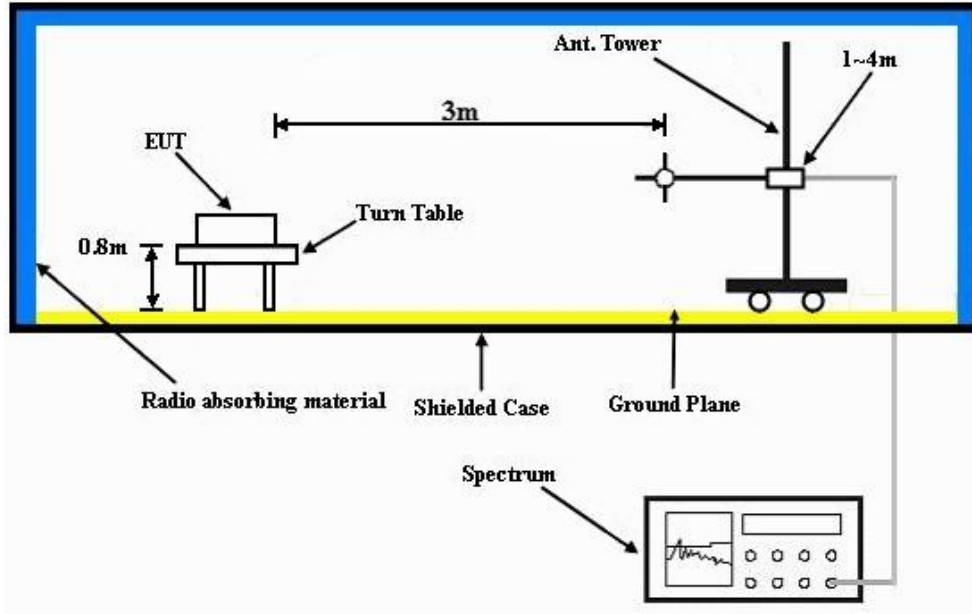 Ant. Tower
1~4m
3m
EUT
Turn Table
0.8m
Radio absorbing material
Shielded Case
Ground Plane
Spectrum